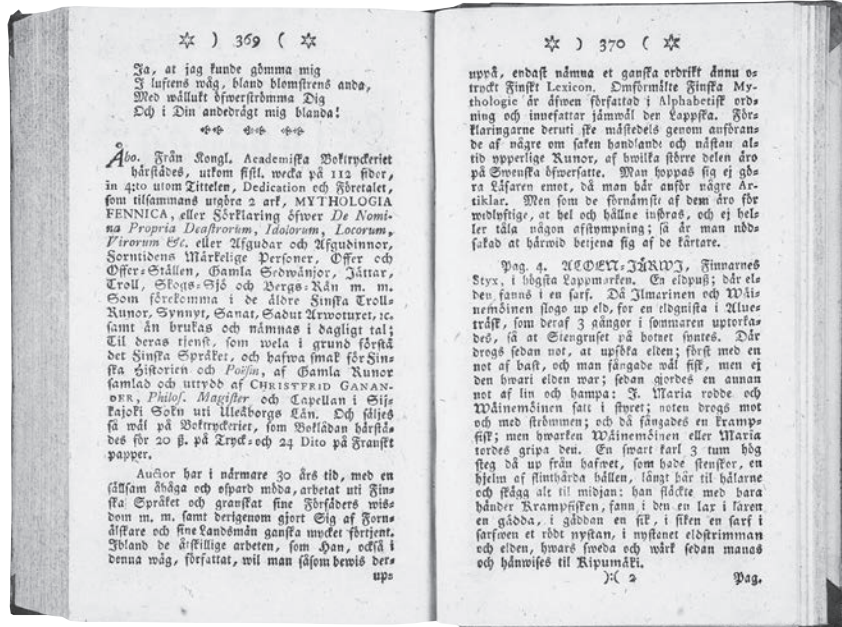 ✡ ) 369 ( ✡
Ja, at jag kunde gömma mig
I luftens wåg, bland blomstrens anda,
Med wällukt öfwerströmma Dig
Och i Din andedrägt mig blanda!
Åbo. Från Kongl. Academiska Boktryckeriet
härstädes, utkom sistl. wecka på 112 sidor,
in 4:to utom Tittelen, Dedication och Företalet,
som tilsammans utgöra 2 ark, MYTHOLOGIA
FENNICA, eller Förklaring öfwer De Nomi-
na Propria Deastrorum, Idolorum, Locorum,
Virorum &c. eller Afgudar och Afgudinnor,
Forntidens Märkelige Personer, Offer och
Offer-Ställen, Gamla Sedwänjor, Jättar,
Troll, Skogs-Sjö och Bergs-Rån m. m.
Som förekomma i de äldre Finska Troll-
Runor, Synnyt, Sanat, Sadut Arwotuxet, &c.
samt än brukas och nämnas i dagligt tal;
Til deras tjenst, som wela i grund förstå
det Finska Språket, och hafwa smak för Fin-
ska Historien och Poësin, af Gamla Runor
samlad och uttydd af CHRISTFRID GANAN-
DER, Philos. Magister och Capellan i Sij-
kajoki Sokn uti Uleåborgs Län. Och säljes
så wäl på Boktryckeriet, som Boklådan härstä-
des för 20 ß. på Tryck- och 24 Dito på Franskt
papper.
Auctor har i närmare 30 års tid, med en
sällsam åhåga och ospard möda, arbetat uti Fin-
ska Språket och granskat sine Förfäders wis-
dom m. m. samt derigenom gjort Sig af Forn-
älskare och sine Landsmän ganska mycket förtjent.
Ibland de åtskillige arbeten, som Han, också i
denna wäg, författat, wil man såsom bewis der-
up-
✡ ) 370 ( ✡
uppå, endast nämna et ganska ordrikt ännu o-
tryckt Finskt Lexicon. Omförmälte Finska My-
thologie är äfwen författad i Alphabetisk ord-
ning och innefattar jämwäl den Lappska. För-
klaringarne deruti ske mästedels genom anföran-
de af någre om saken handlande och nästan al-
tid ypperlige Runor, af hwilka större delen äro
på Swenska öfwersatte. Man hoppas sig ej gö-
ra Läsaren emot, då man här anför någre Ar-
tiklar. Men som de förnämste af dem äro för
widlyftige, at hel och hållne införas, och ej hel-
ler tåla någon afstympning; så är man nöd-
sakad at härwid betjena sig af de kårtare.
Pag. 4. ALOEN-JÄRWI, Finnarnes
Styx, i högsta Lappmarken. En eldpuß; där el-
den fanns i en sarf. Då Ilmarinen och Wäi-
nemöinen slogo up eld, for en eldgnista i Alue-
träsk, som deraf 3 gångor i sommaren uptorka-
des, så at Stengruset på botnet syntes. Där
drogs sedan not, at upsöka elden; först med en
not af bast, och man fångade wäl fisk, men ej
den hwari elden war; sedan gjordes en annan
not af lin och hampa: J. Maria rodde och
Wäinemöinen satt i styret; noten drogs mot
och med strömmen; och då fångades en kramp-
fisk; men hwarken Wäinemöinen eller Maria
tordes gripa den. En swart karl 3 tum hög
steg då up från hafwet, som hade stenskor, en
hjelm af flinthårda hällen, långt hår til hälarne
och skägg alt til midjan: han släckte med bara
händer Krampfisken, fann i den en lax i laxen
en gädda, i gäddan en sik, i siken en sarf i
sarfwen et rödt nystan, i nystanet eldstrimman
och elden, hwars sweda och wärk sedan manas
och hänwises til Kipumäki.
):( 2 Pag.